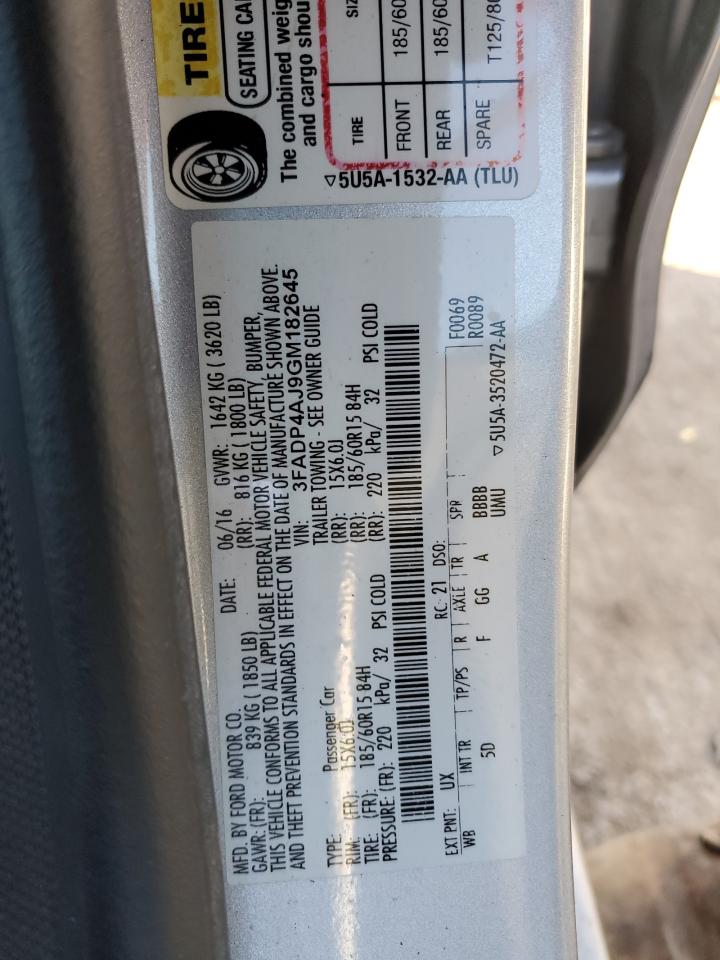 TIRE
SEATING CA
The combined weig
and cargo shou
TIRE SIZ
FRONT 185/60
REAR 185/60
SPARE T125/80
▽5U5A-1532-AA (TLU)
MFD. BY FORD MOTOR CO.
DATE: 06/16 GVWR: 1642 KG ( 3620 LB)
GAWR: (FR): 839 KG ( 1850 LB) (RR): 816 KG ( 1800 LB)
THIS VEHICLE CONFORMS TO ALL APPLICABLE FEDERAL MOTOR VEHICLE SAFETY, BUMPER,
AND THEFT PREVENTION STANDARDS IN EFFECT ON THE DATE OF MANUFACTURE SHOWN ABOVE.
VIN: 3FADP4AJ9GM182645
TYPE: Passenger Car TRAILER TOWING - SEE OWNER GUIDE
RIM: (FR): 15X6.0J (RR): 15X6.0J
TIRE: (FR): 185/60R15 84H (RR): 185/60R15 84H
PRESSURE: (FR): 220 kPa/ 32 PSI COLD (RR): 220 kPa/ 32 PSI COLD
EXT PNT: UX RC: 21 DSO: F0069
WB INT TR TP/PS R AXLE TR SPR R0089
5D F GG A BBBB
UMU
▽5U5A-3520472-AA